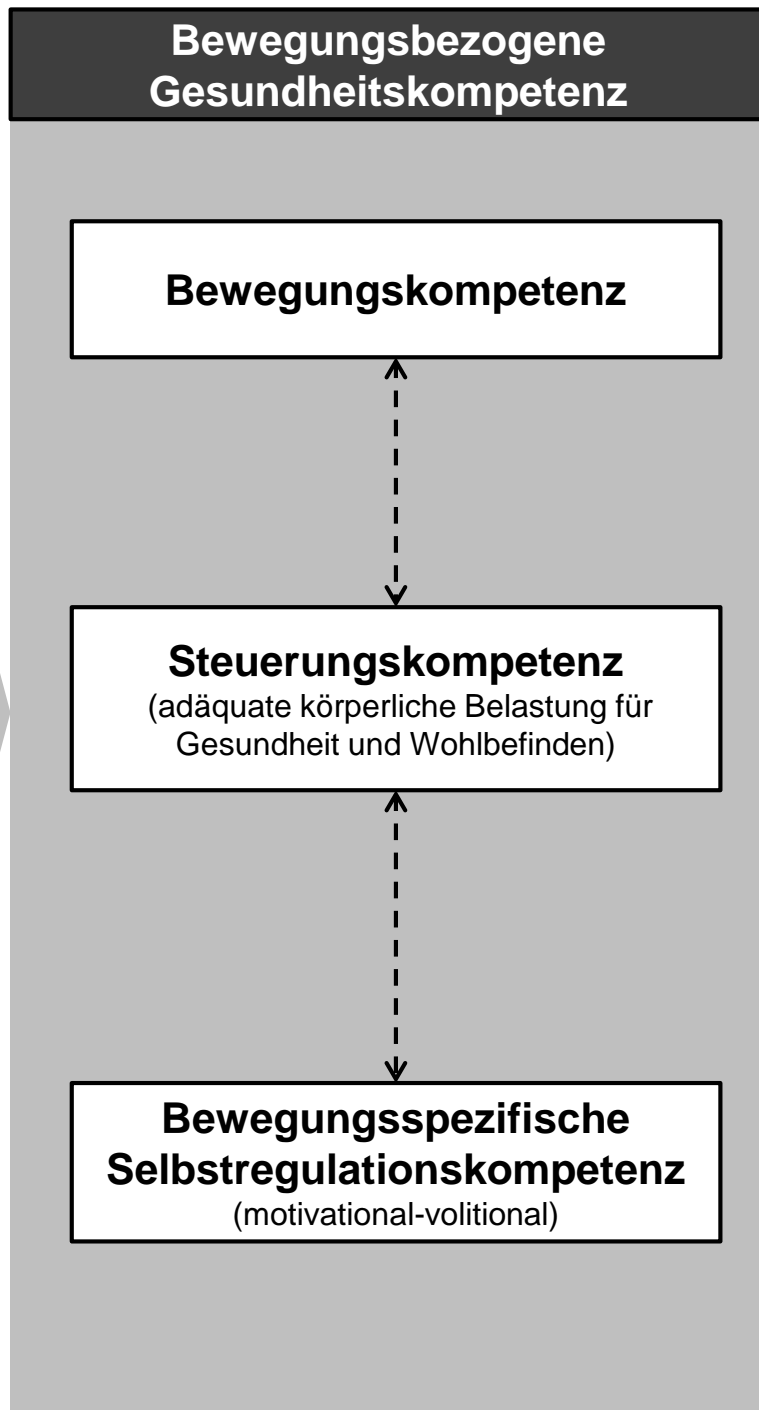 Bewegungsbezogene
Gesundheitskompetenz
Bewegungskompetenz
Steuerungskompetenz
(adäquate körperliche Belastung für
Gesundheit und Wohlbefinden)
Bewegungsspezifische
Selbstregulationskompetenz
(motivational-volitional)